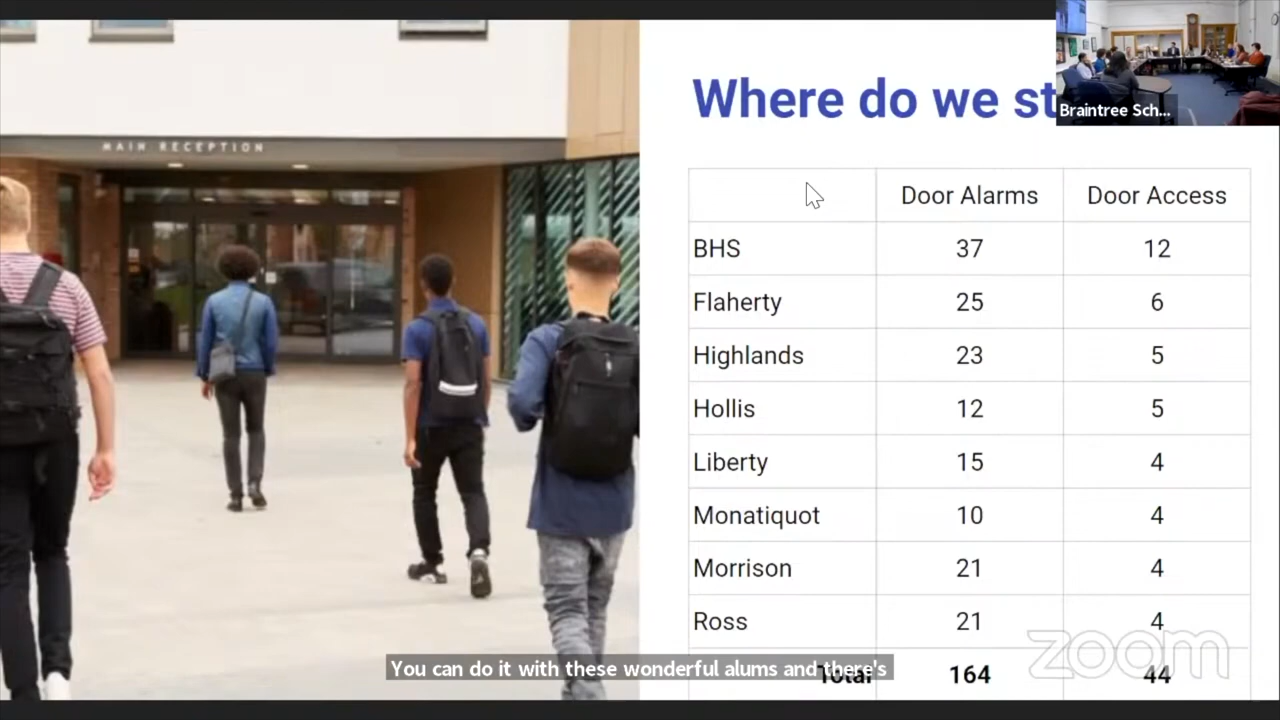 MAIN RECEPTION
Where do we st
Braintree Sch...
Door Alarms Door Access
BHS 37 12
Flaherty 25 6
Highlands 23 5
Hollis 12 5
Liberty 15 4
Monatiquot 10 4
Morrison 21 4
Ross 21 4
Total 164 44
zoom
You can do it with these wonderful alums and there's